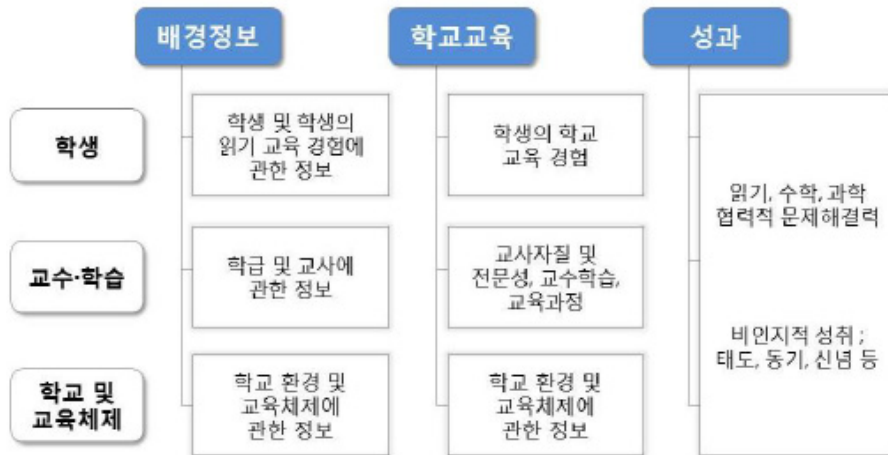 배경정보
학교교육
성과
학생
학생 및 학생의
읽기 교육 경험에
관한 정보
학생의 학교
교육 경험
읽기, 수학, 과학
협력적 문제해결력
교수·학습
학급 및 교사에
관한 정보
교사자질 및
전문성, 교수학습,
교육과정
비인지적 성취 ;
태도, 동기, 신념 등
학교 및
교육체제
학교 환경 및
교육체제에
관한 정보
학교 환경 및
교육체제에
관한 정보